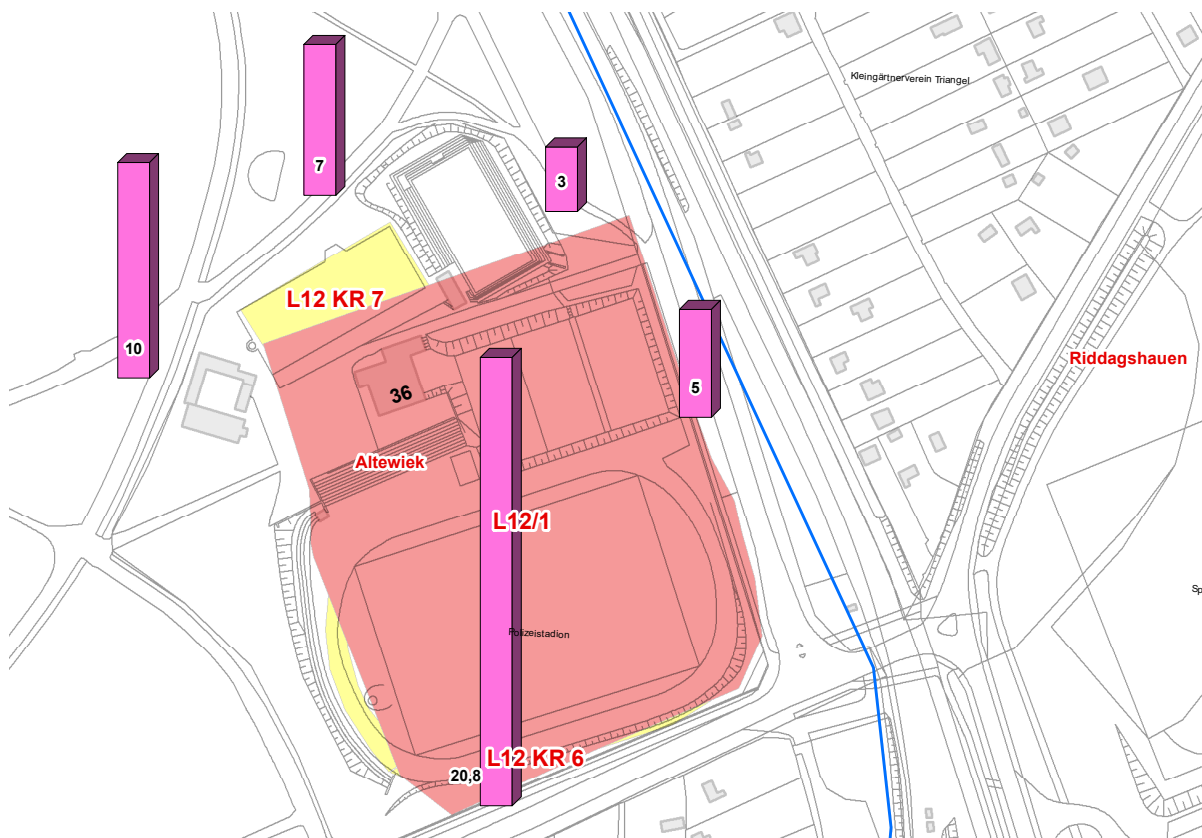 Kleingärtnerverein Triangel
7
3
L12 KR 7
10
Riddagshauen
5
36
Altewiek
L12/1
Sp
Polizeistadion
L12 KR 6
20,8